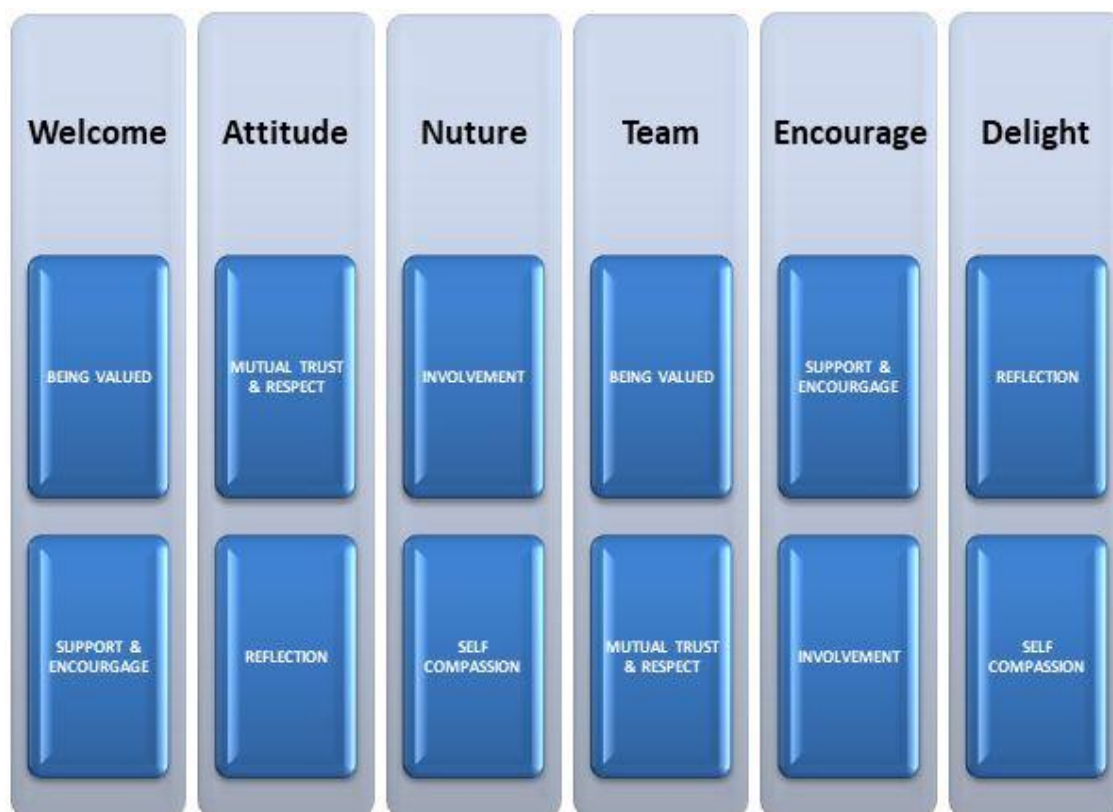 Welcome
Attitude
Nuture
Team
Encourage
Delight
BEING VALUED
MUTUAL TRUST
& RESPECT
INVOLVEMENT
BEING VALUED
SUPPORT &
ENCOURGAGE
REFLECTION
SUPPORT &
ENCOURGAGE
REFLECTION
SELF
COMPASSION
MUTUAL TRUST
& RESPECT
INVOLVEMENT
SELF
COMPASSION